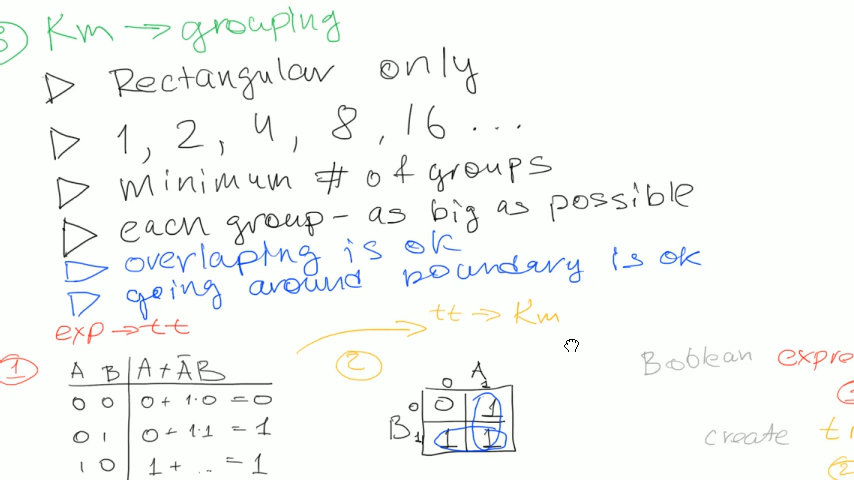 3 Km → grouping
▷ Rectangular only
▷ 1, 2, 4, 8, 16 ...
▷ minimum # of groups
▷ each group - as big as possible
▷ overlaping is ok
▷ going around boundary is ok
exp → tt
tt → Km
1
A B A + A̅B
0 0 0 + 1·0 = 0
0 1 0 + 1·1 = 1
1 0 1 + .. = 1
2
A
0 1
0 0 1
B 1 1 1
Boolean expre
create t